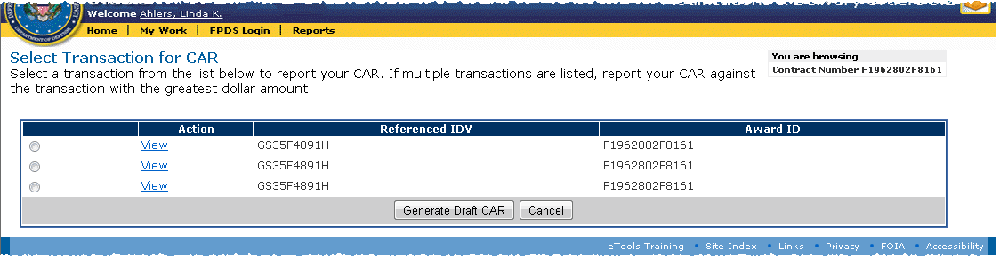 Welcome Ahlers, Linda K.
Home | My Work | FPDS Login | Reports
Select Transaction for CAR
Select a transaction from the list below to report your CAR. If multiple transactions are listed, report your CAR against
the transaction with the greatest dollar amount.
You are browsing
Contract Number F1962802F8161
Action Referenced IDV Award ID
View GS35F4891H F1962802F8161
View GS35F4891H F1962802F8161
View GS35F4891H F1962802F8161
Generate Draft CAR Cancel
eTools Training • Site Index • Links • Privacy • FOIA • Accessibility